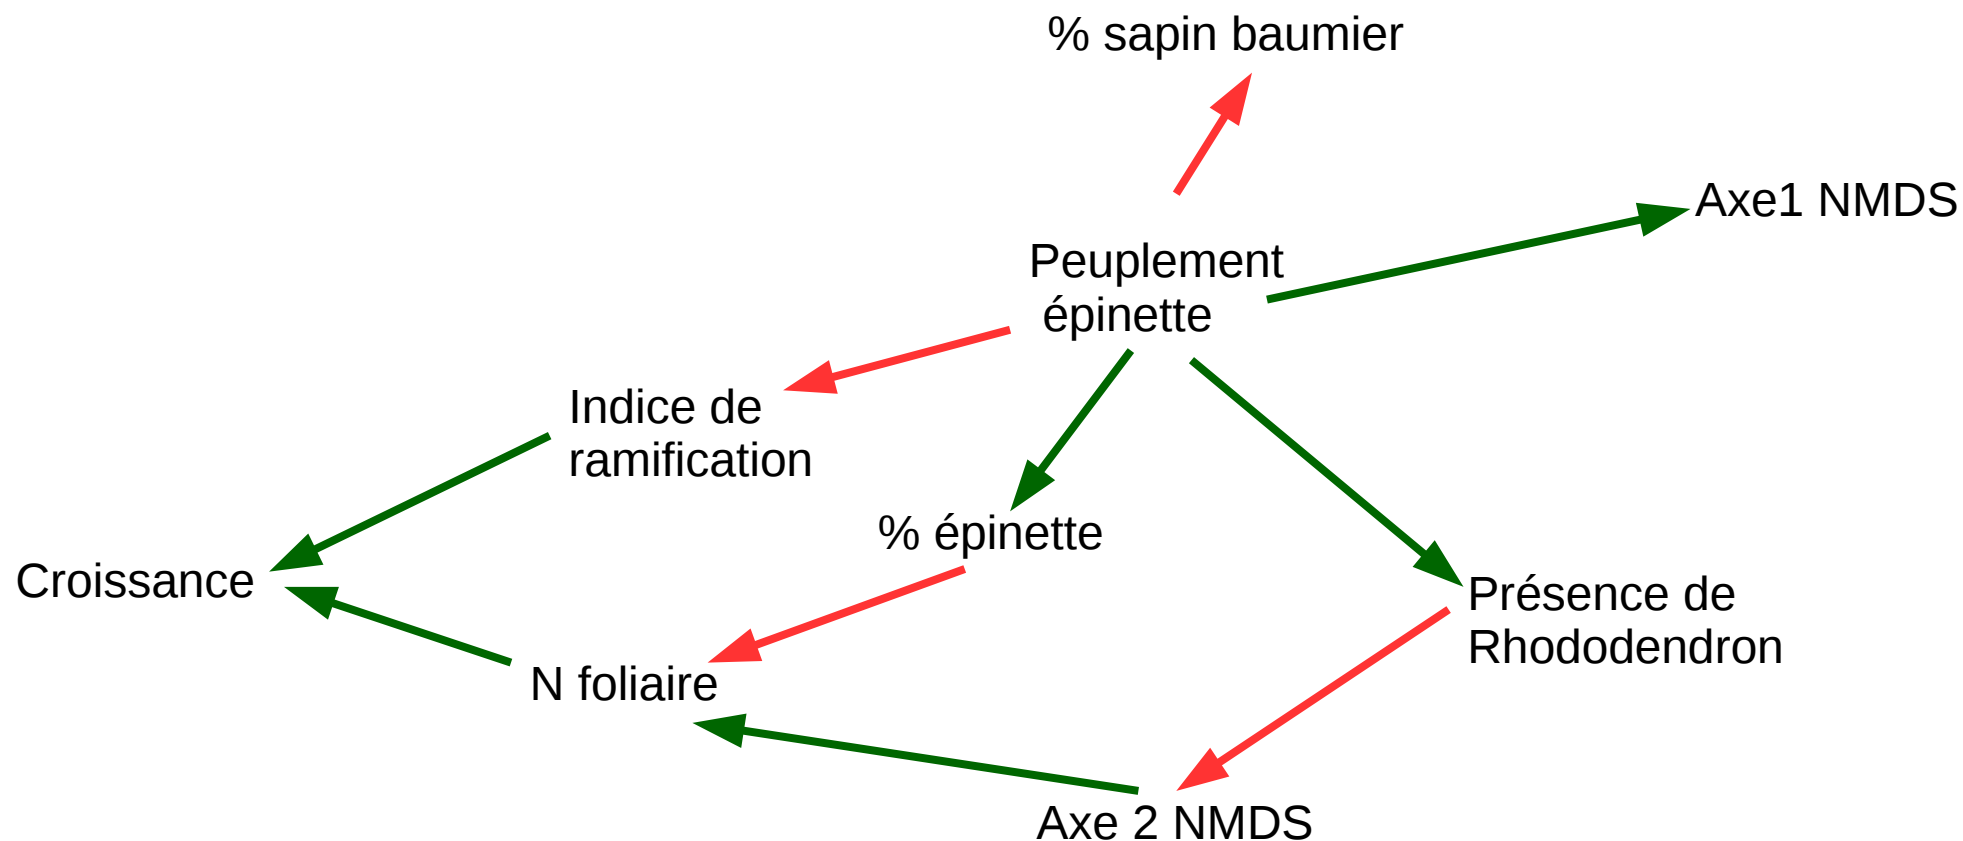 % sapin baumier
Axe1 NMDS
Peuplement
épinette
Indice de
ramification
% épinette
Croissance
Présence de
Rhododendron
N foliaire
Axe 2 NMDS